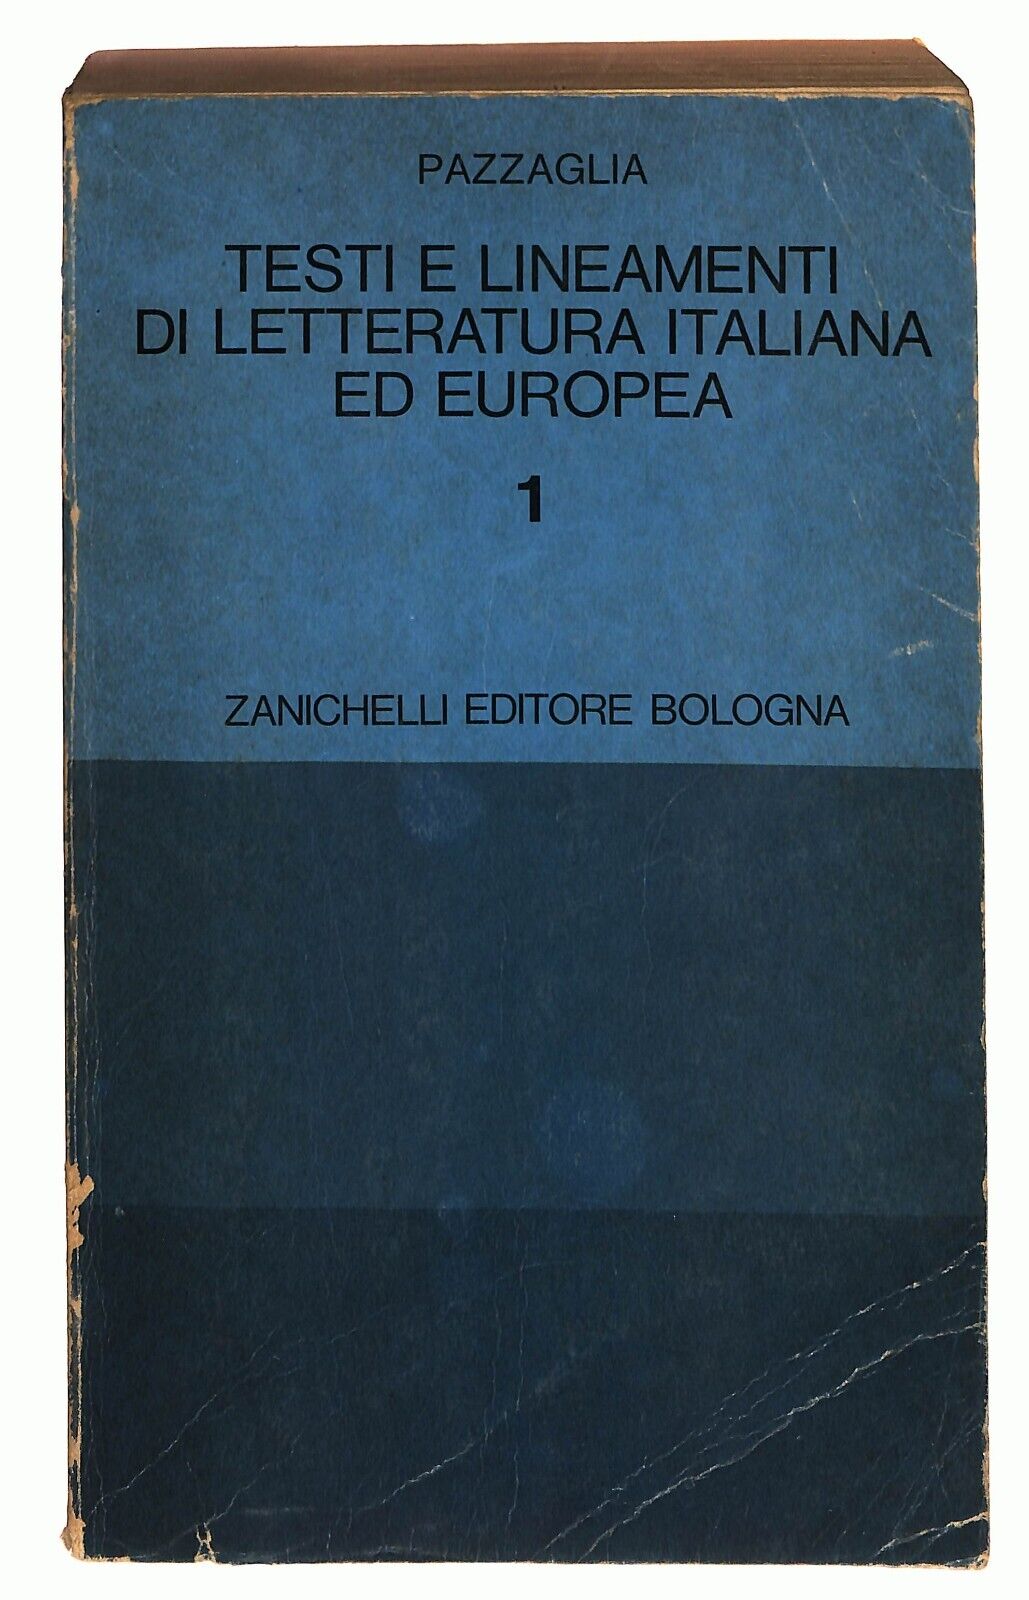 PAZZAGLIA
TESTI E LINEAMENTI
DI LETTERATURA ITALIANA
ED EUROPEA
1
ZANICHELLI EDITORE BOLOGNA